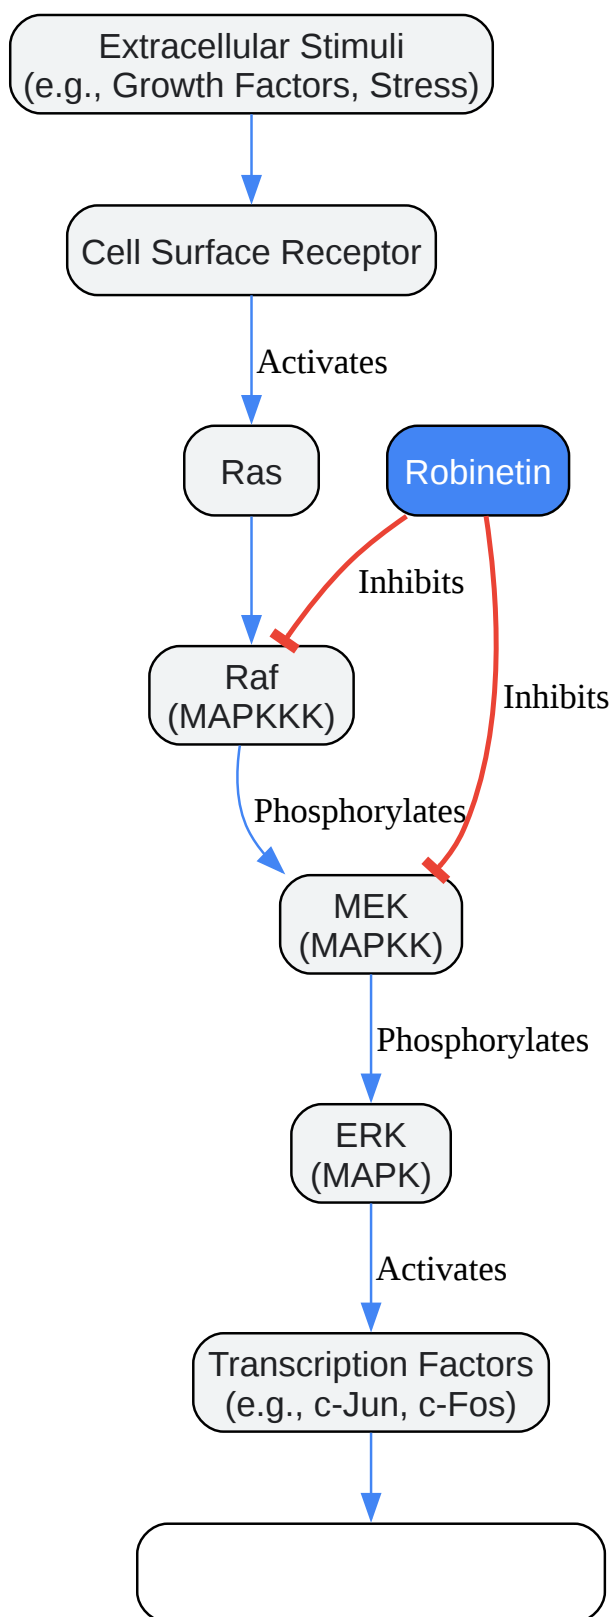 Extracellular Stimuli
(e.g., Growth Factors, Stress)
Cell Surface Receptor
Activates
Ras
Robinetin
Inhibits
Raf
(MAPKKK)
Inhibits
Phosphorylates
MEK
(MAPKK)
Phosphorylates
ERK
(MAPK)
Activates
Transcription Factors
(e.g., c-Jun, c-Fos)